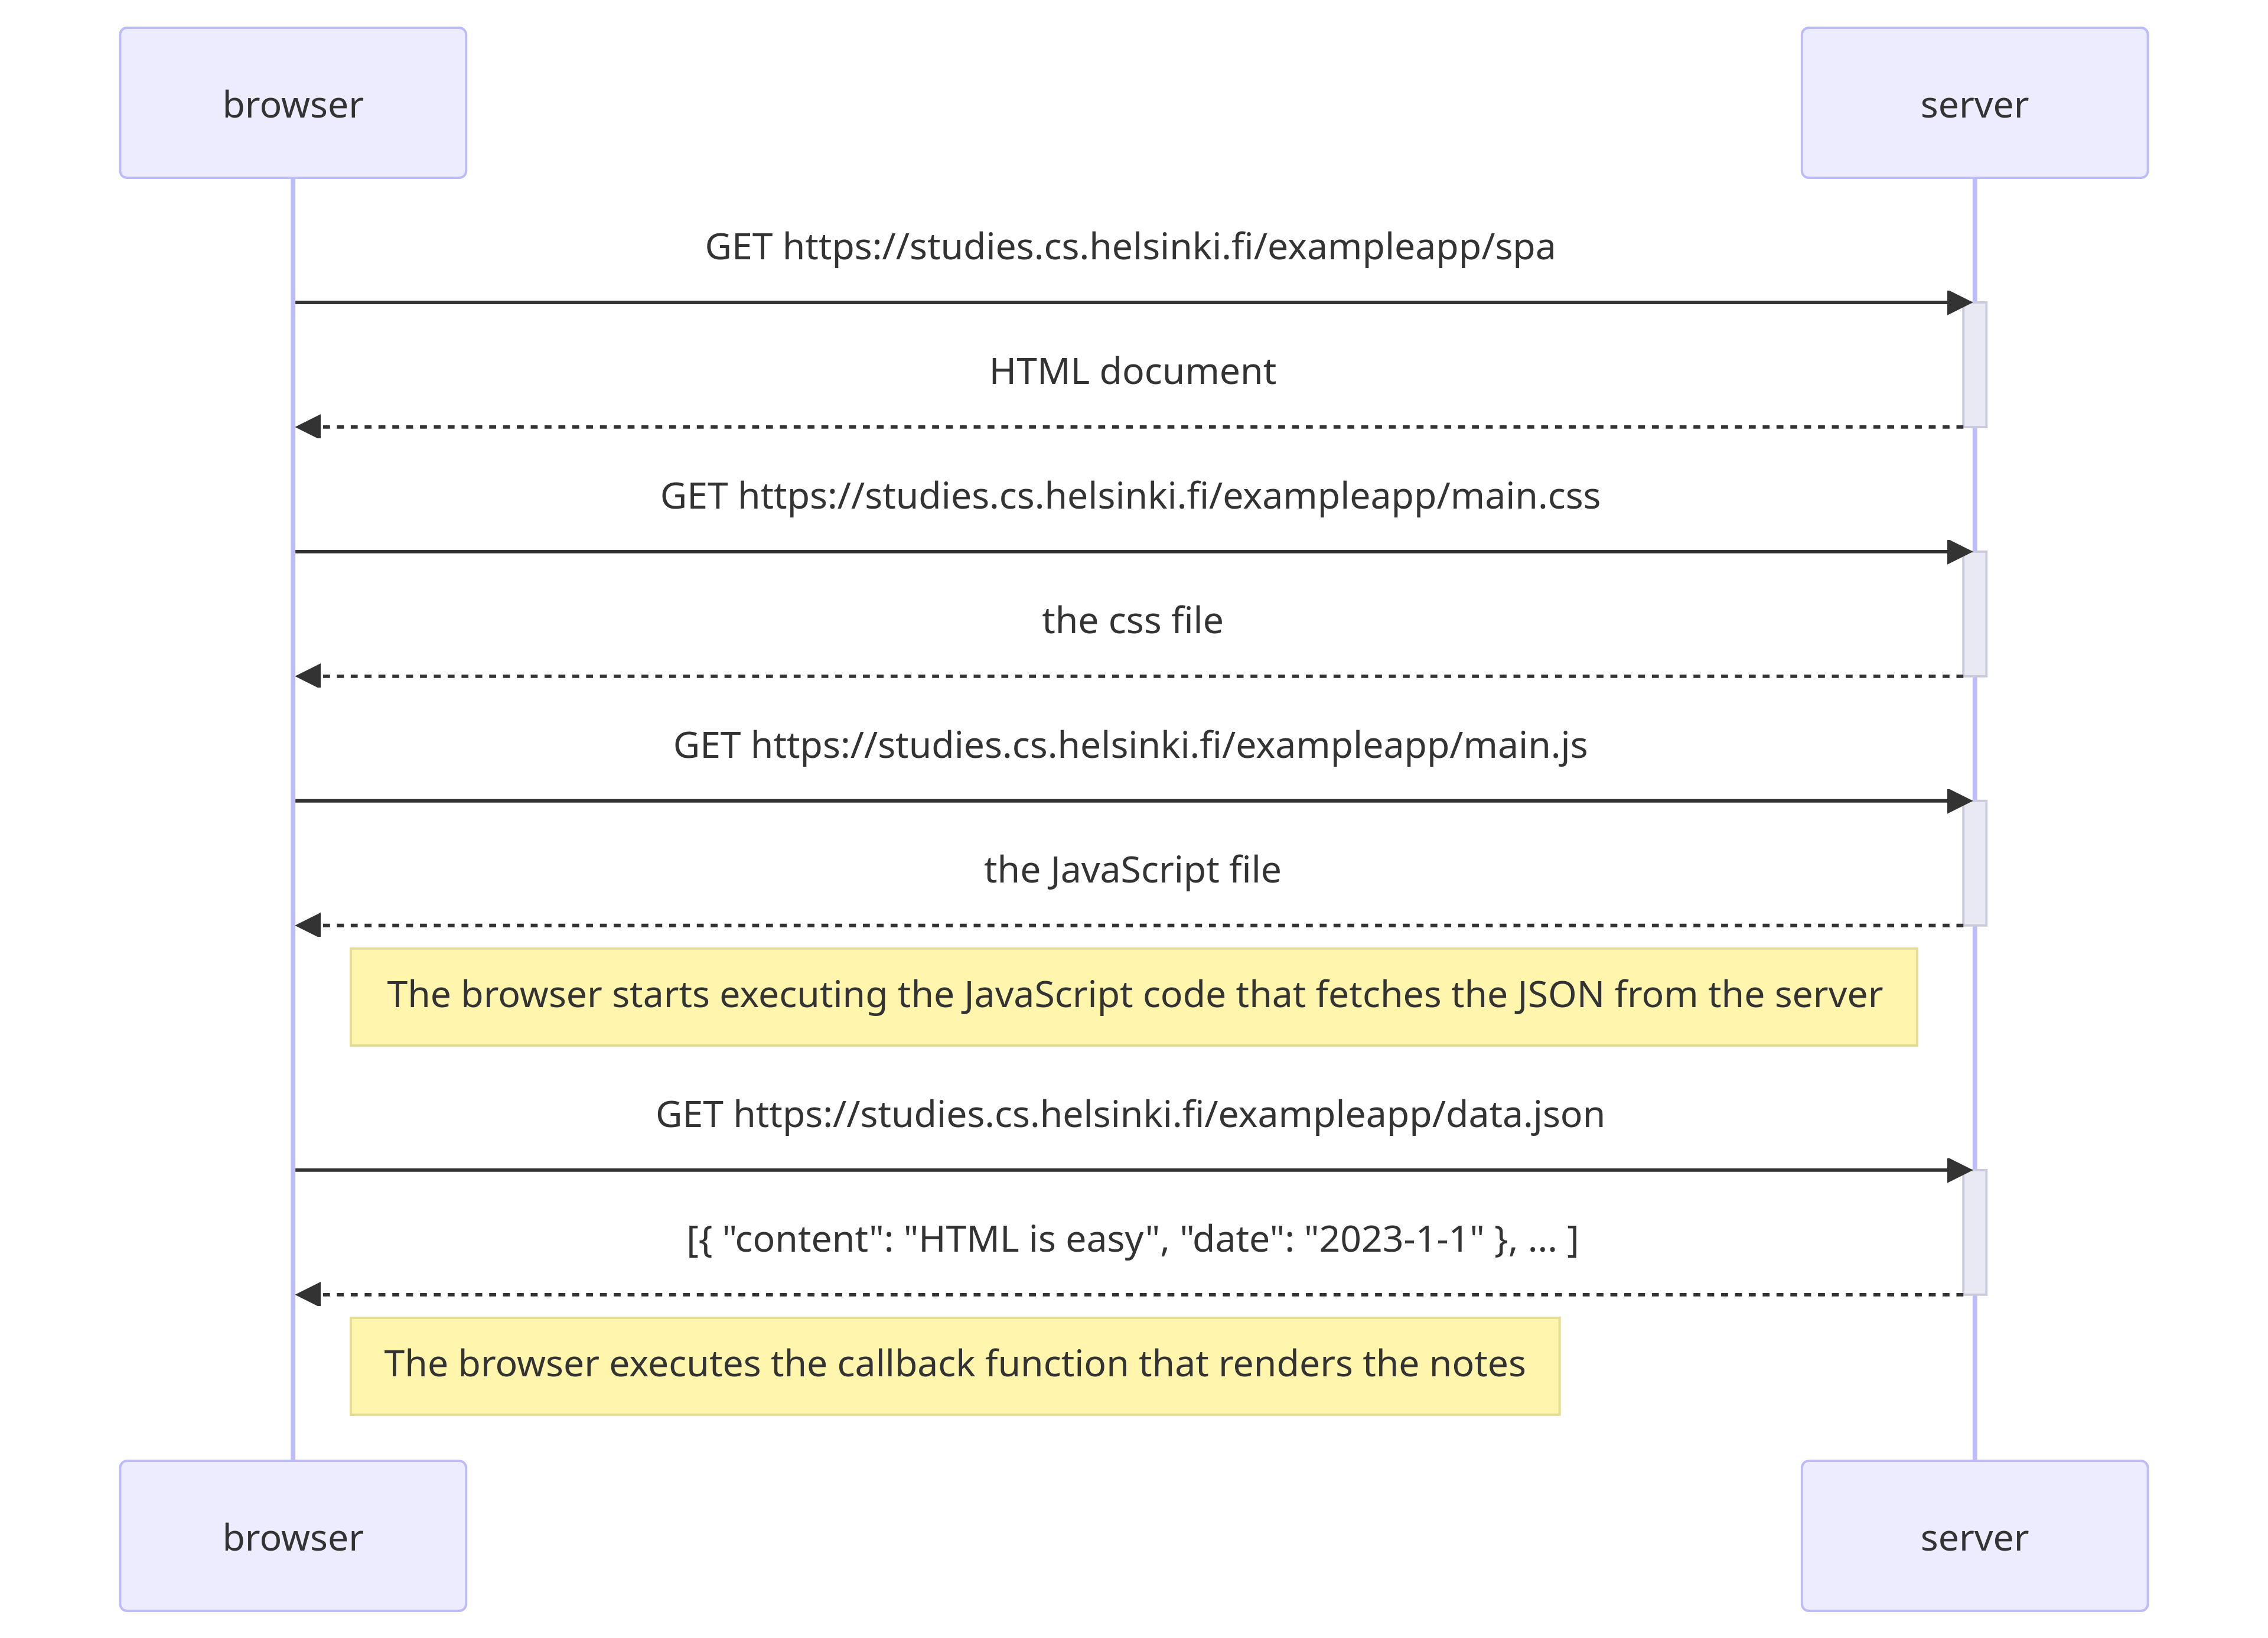 browser
server
GET https://studies.cs.helsinki.fi/exampleapp/spa
HTML document
GET https://studies.cs.helsinki.fi/exampleapp/main.css
the css file
GET https://studies.cs.helsinki.fi/exampleapp/main.js
the JavaScript file
The browser starts executing the JavaScript code that fetches the JSON from the server
GET https://studies.cs.helsinki.fi/exampleapp/data.json
[{ "content": "HTML is easy", "date": "2023-1-1" }, ... ]
The browser executes the callback function that renders the notes
browser
server